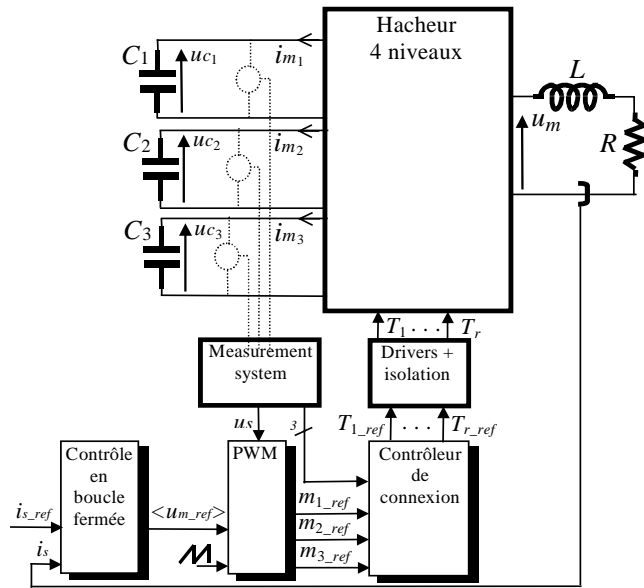 Hacheur
4 niveaux
C1
uc1
im1
C2
uc2
im2
C3
uc3
im3
L
um
R
T1 . . . Tr
Measurement
system
Drivers +
isolation
us
3
T1_ref . . . Tr_ref
Contrôle
en
boucle
fermée
PWM
Contrôleur
de
connexion
is_ref
<um_ref>
is
m1_ref
m2_ref
m3_ref